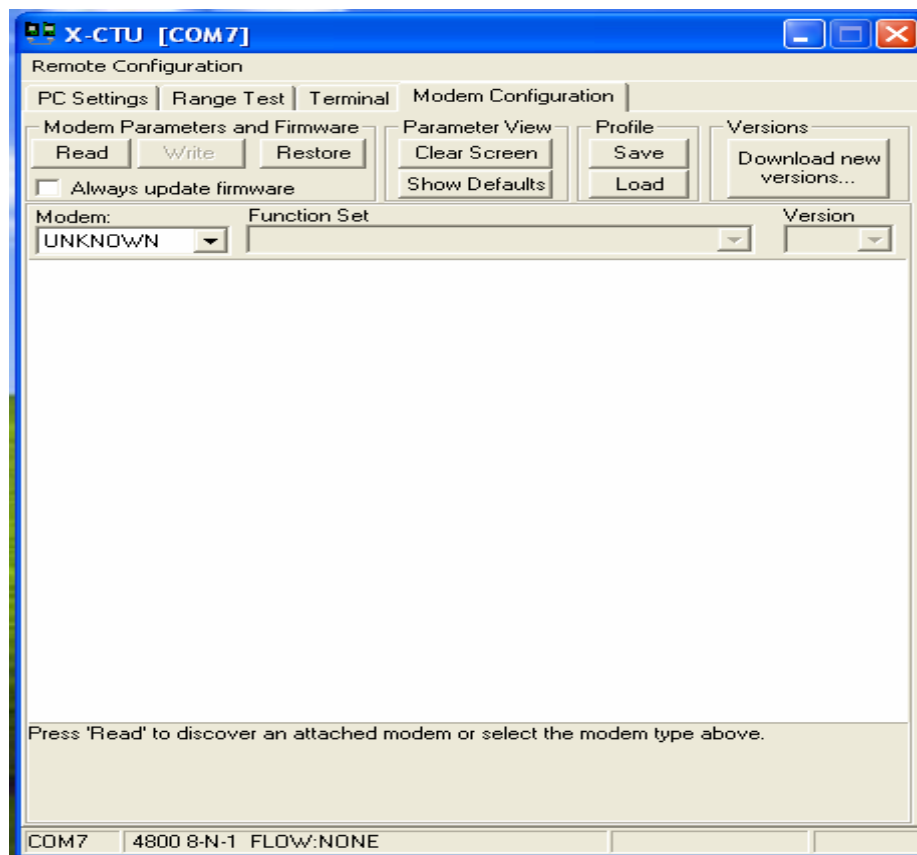 X-CTU [COM7]
Remote Configuration
PC Settings Range Test Terminal Modem Configuration
Modem Parameters and Firmware Parameter View Profile Versions
Read Write Restore Clear Screen Save Download new versions...
Always update firmware Show Defaults Load
Modem: Function Set Version
UNKNOWN
Press 'Read' to discover an attached modem or select the modem type above.
COM7 4800 8-N-1 FLOW:NONE